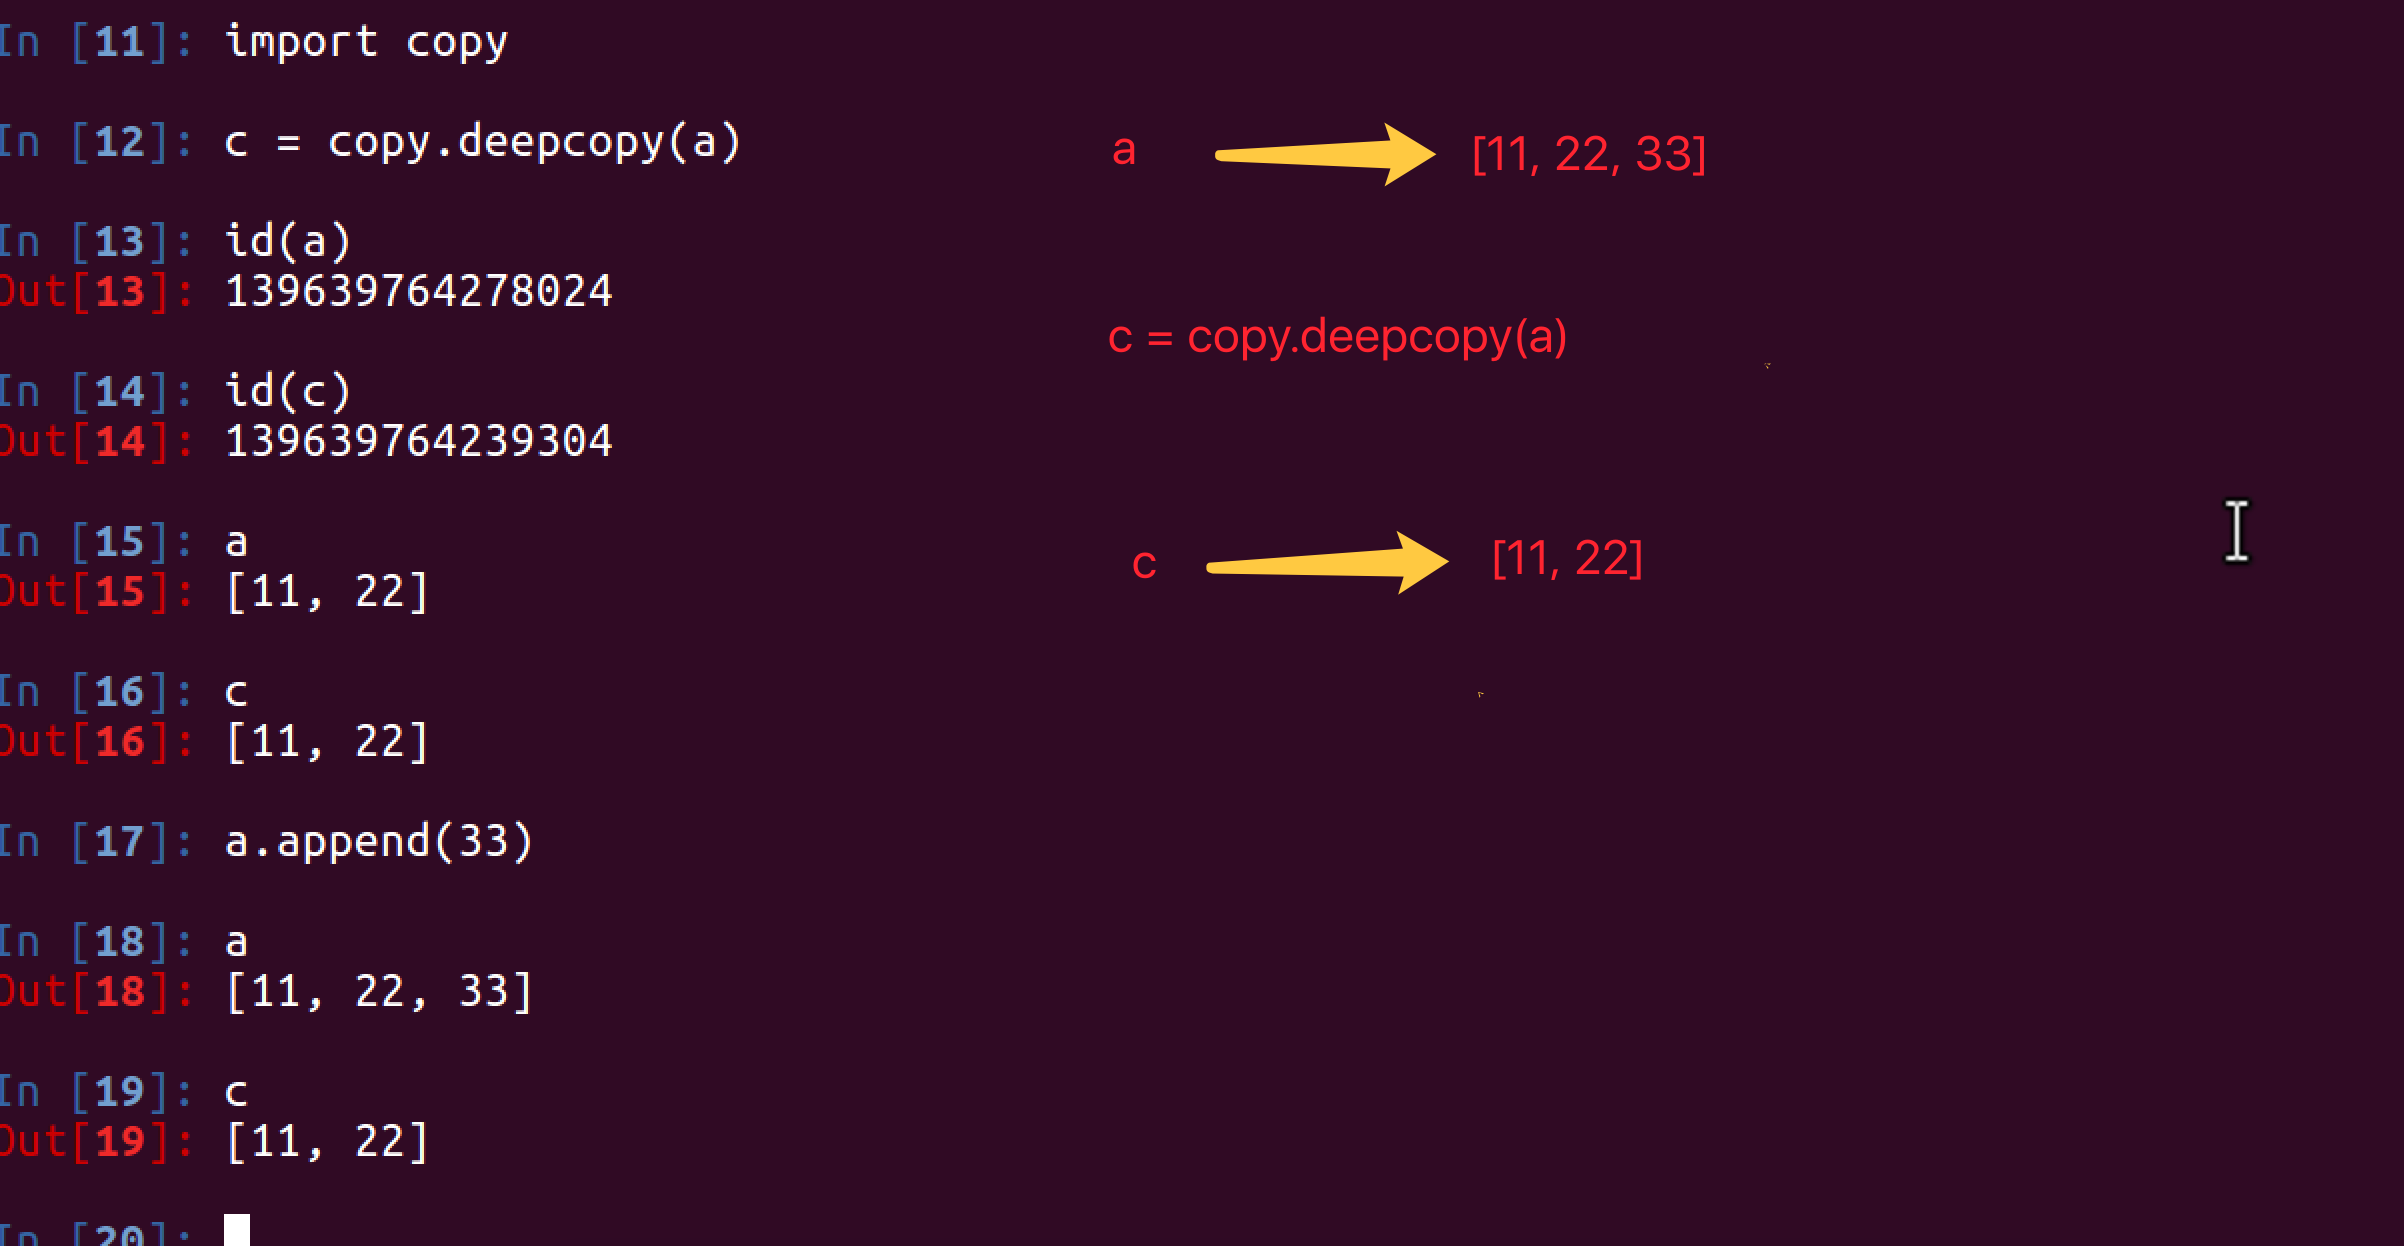 In [11]: import copy
In [12]: c = copy.deepcopy(a)
In [13]: id(a)
Out[13]: 139639764278024
In [14]: id(c)
Out[14]: 139639764239304
In [15]: a
Out[15]: [11, 22]
In [16]: c
Out[16]: [11, 22]
In [17]: a.append(33)
In [18]: a
Out[18]: [11, 22, 33]
In [19]: c
Out[19]: [11, 22]
In [20]:
a [11, 22, 33]
c = copy.deepcopy(a)
c [11, 22]